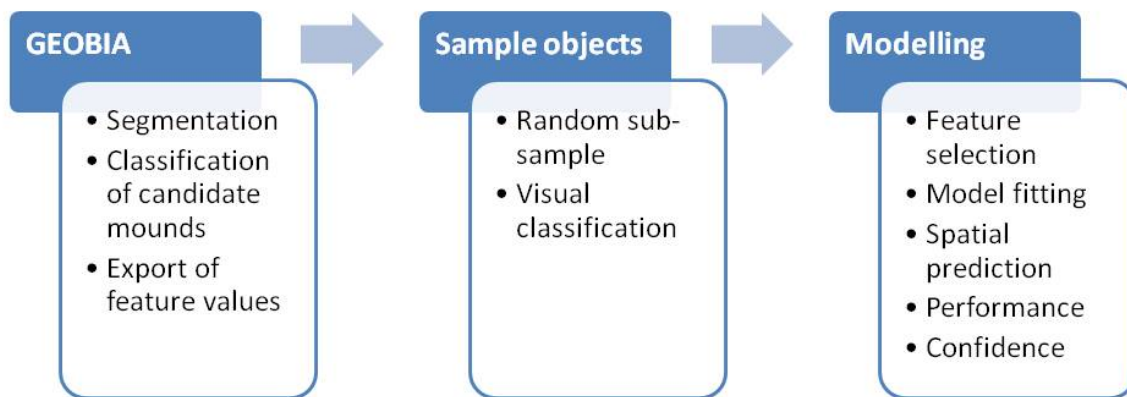 GEOBIA
• Segmentation
• Classification
of candidate
mounds
• Export of
feature values
Sample objects
• Random sub-
sample
• Visual
classification
Modelling
• Feature
selection
• Model fitting
• Spatial
prediction
• Performance
• Confidence